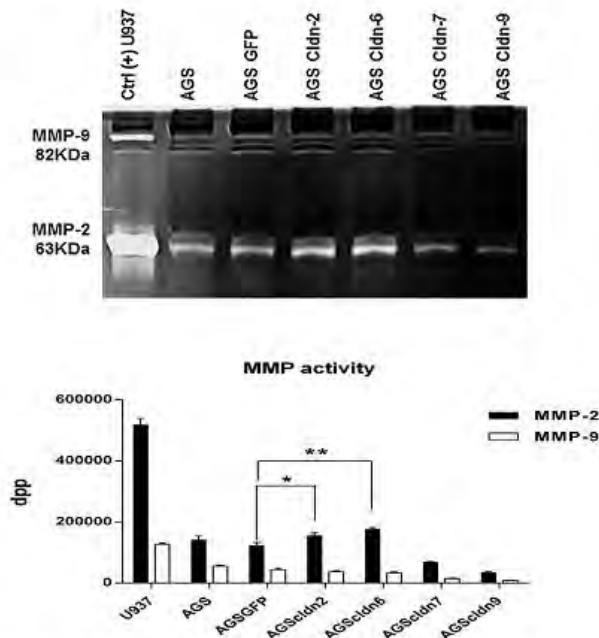 Ctrl (+) U937
AGS
AGS GFP
AGS Cldn-2
AGS Cldn-6
AGS Cldn-7
AGS Cldn-9
MMP-9
82KDa
MMP-2
63KDa
MMP activity
600000
400000
200000
0
dpp
MMP-2
MMP-9
**
*
U937
AGS
AGSGFP
AGScldn2
AGScldn6
AGScldn7
AGScldn9